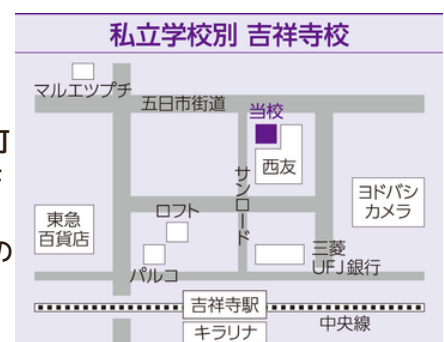 私立学校別 吉祥寺校
マルエツプチ
五日市街道
当校
町
西友
サンロード
ヨドバシ
カメラ
ロフト
東急
百貨店
の
三菱
UFJ銀行
パルコ
吉祥寺駅
中央線
キラリナ